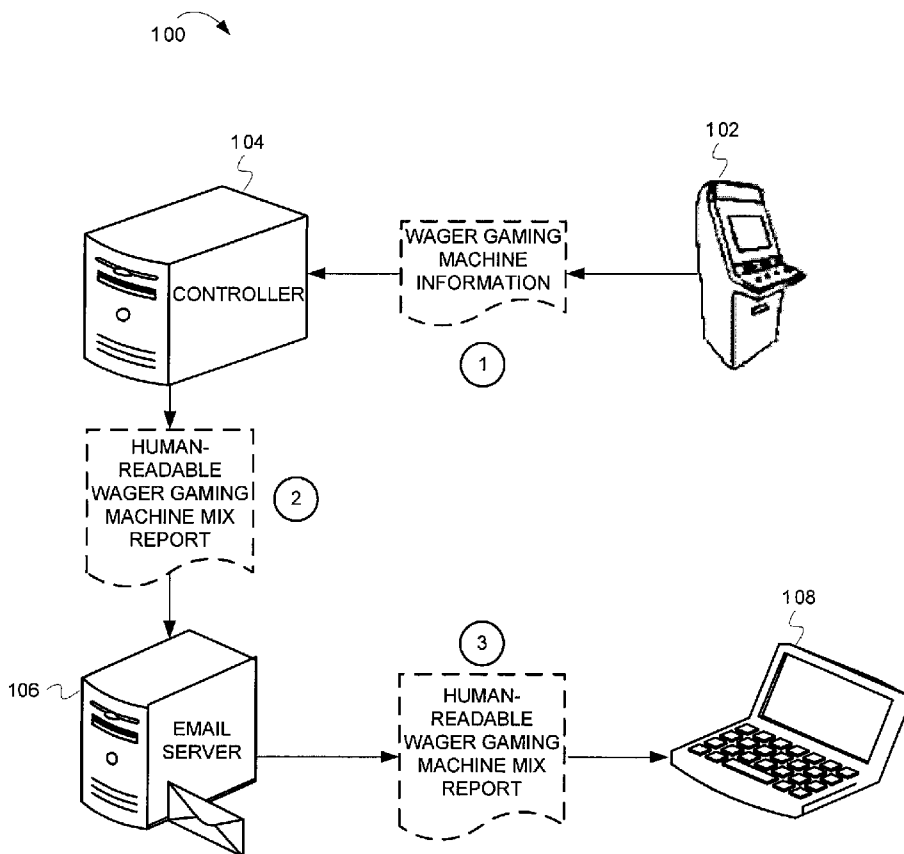 100
104
102
CONTROLLER
WAGER GAMING
MACHINE
INFORMATION
1
HUMAN-
READABLE
WAGER GAMING
MACHINE MIX
REPORT
2
106
EMAIL
SERVER
3
HUMAN-
READABLE
WAGER GAMING
MACHINE MIX
REPORT
108